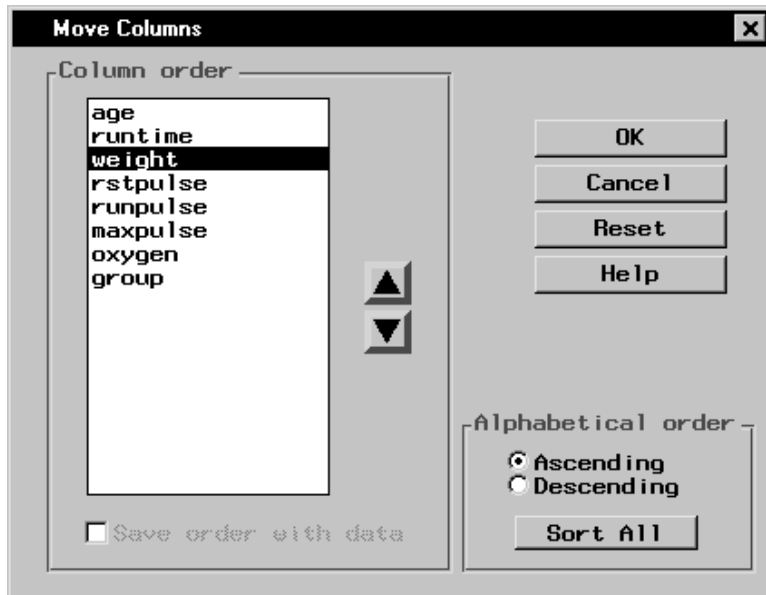 Move Columns
Column order
age
runtime
weight
rstpulse
runpulse
maxpulse
oxygen
group
Save order with data
OK
Cancel
Reset
Help
Alphabetical order
Ascending
Descending
Sort All